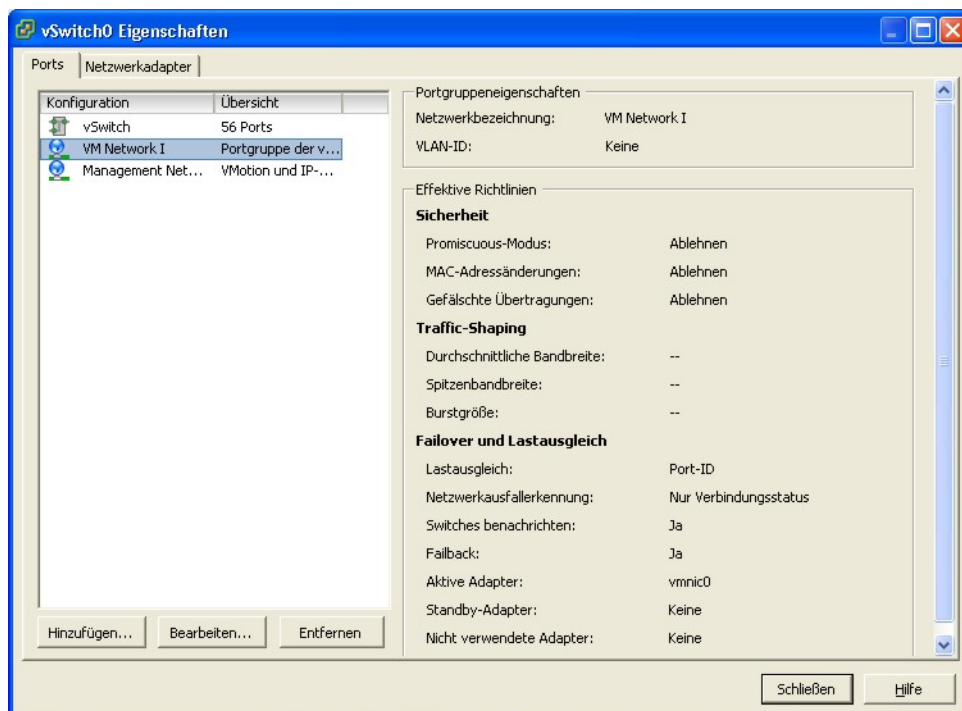 vSwitch0 Eigenschaften
Ports Netzwerkadapter
Konfiguration Übersicht
vSwitch 56 Ports
VM Network I Portgruppe der v...
Management Net... VMotion und IP-...
Hinzufügen... Bearbeiten... Entfernen
Portgruppeneigenschaften
Netzwerkbezeichnung: VM Network I
VLAN-ID: Keine
Effektive Richtlinien
Sicherheit
Promiscuous-Modus: Ablehnen
MAC-Adressänderungen: Ablehnen
Gefälschte Übertragungen: Ablehnen
Traffic-Shaping
Durchschnittliche Bandbreite: --
Spitzenbandbreite: --
Burstgröße: --
Failover und Lastausgleich
Lastausgleich: Port-ID
Netzwerkausfallerkennung: Nur Verbindungsstatus
Switches benachrichten: Ja
Failback: Ja
Aktive Adapter: vmnic0
Standby-Adapter: Keine
Nicht verwendete Adapter: Keine
Schließen Hilfe